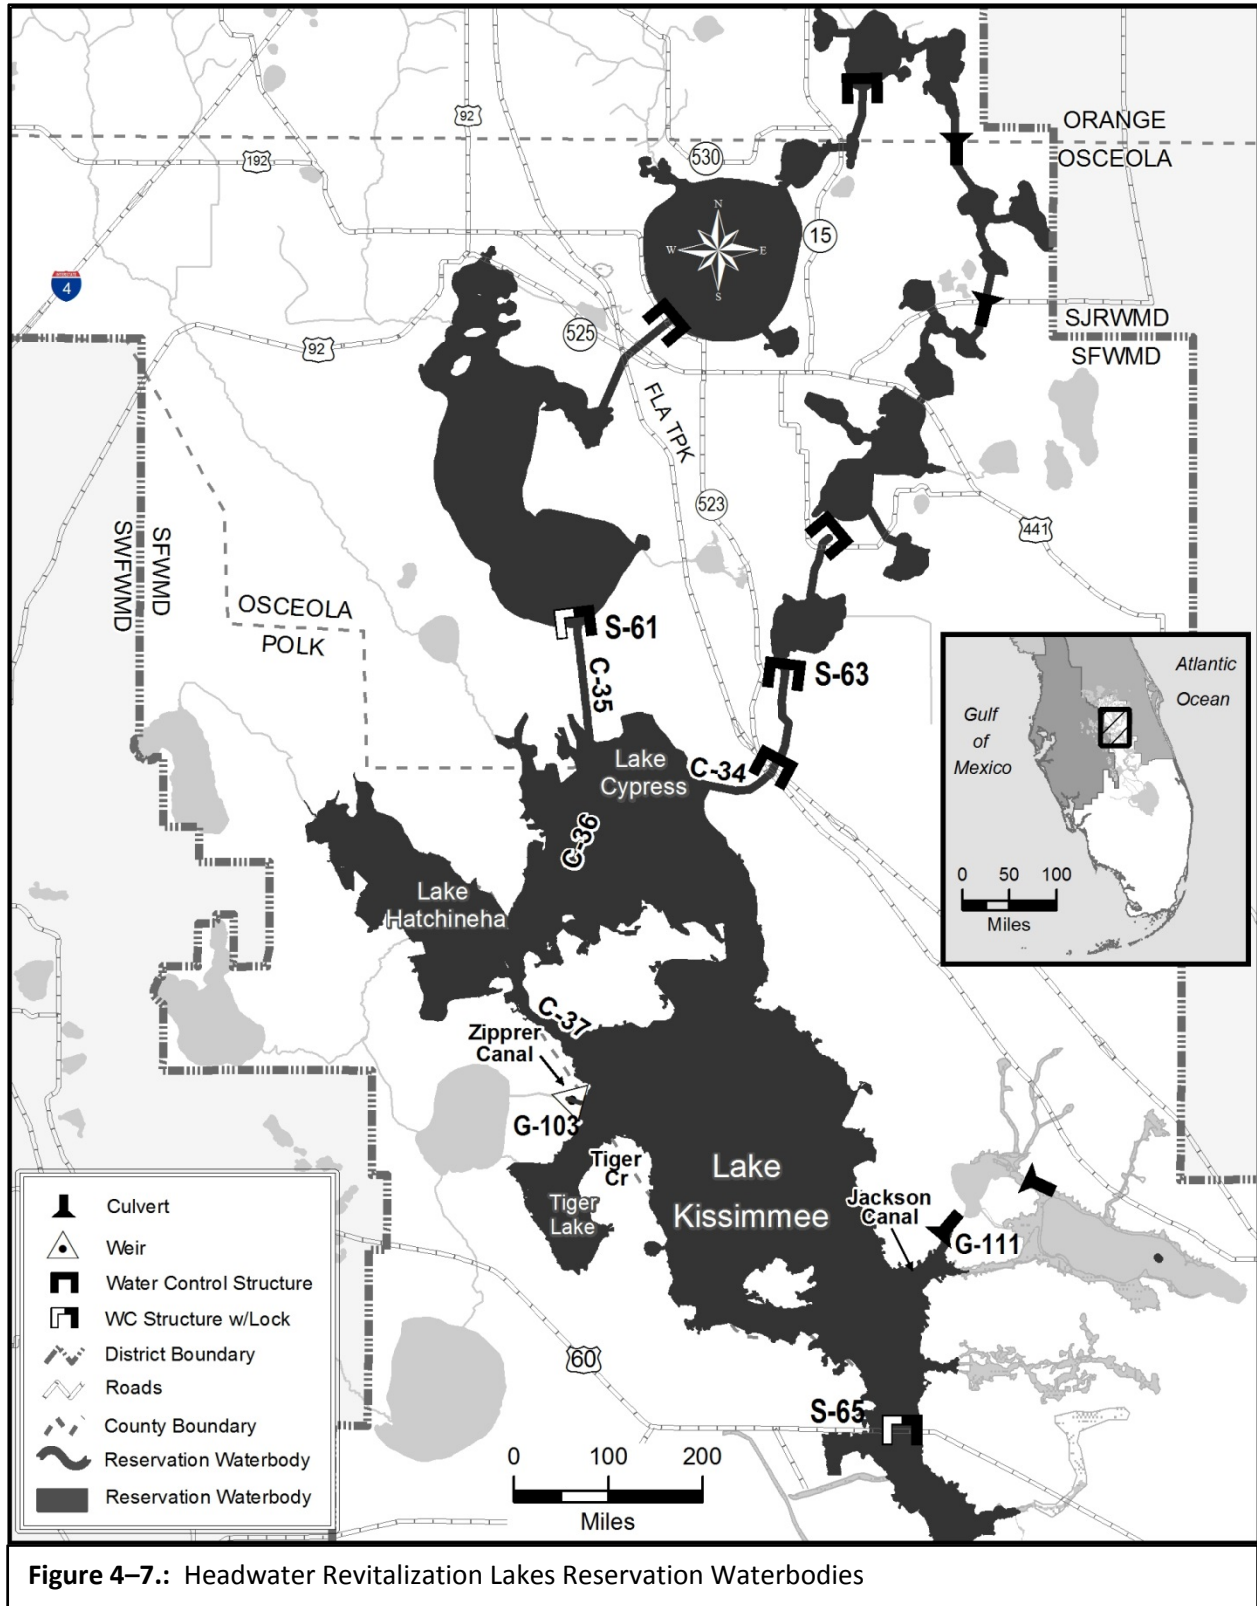 92
192
530
ORANGE
OSCEOLA
N
W
E
S
15
INTERSTATE
4
525
92
SJRWMD
SFWMD
FLA TPK
523
441
SWFWMD
SFWMD
OSCEOLA
POLK
S-61
C-35
S-63
C-34
Lake
Cypress
C-36
Lake
Hatchineha
C-37
Zipprer
Canal
G-103
Tiger
Cr
Tiger
Lake
Lake
Kissimmee
Jackson
Canal
G-111
60
S-65
Atlantic
Ocean
Gulf
of
Mexico
0 50 100
Miles
Culvert
Weir
Water Control Structure
WC Structure w/Lock
District Boundary
Roads
County Boundary
Reservation Waterbody
Reservation Waterbody
0 100 200
Miles
Figure 4–7.: Headwater Revitalization Lakes Reservation Waterbodies